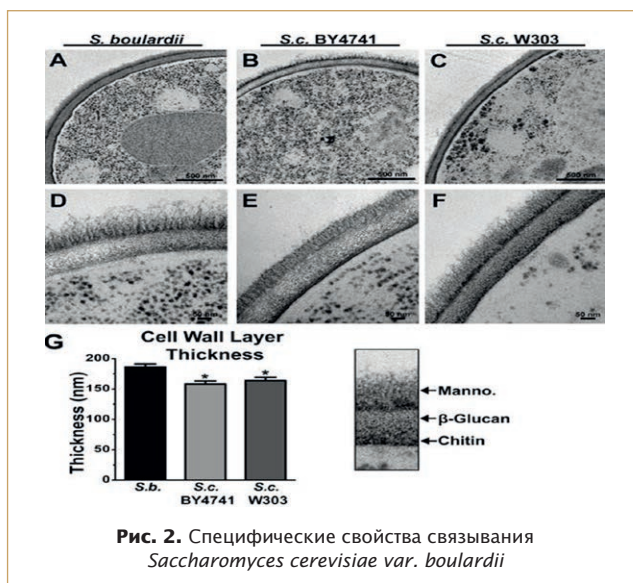 S. boulardii S.c. BY4741 S.c. W303
A B C
500 nm 500 nm 500 nm
D E F
50 nm 50 nm 50 nm
G Cell Wall Layer
Thickness
Thickness (nm)
200
150
100
50
0
* *
S.b. S.c. S.c.
BY4741 W303
Manno.
β-Glucan
Chitin
Рис. 2. Специфические свойства связывания
Saccharomyces cerevisiae var. boulardii